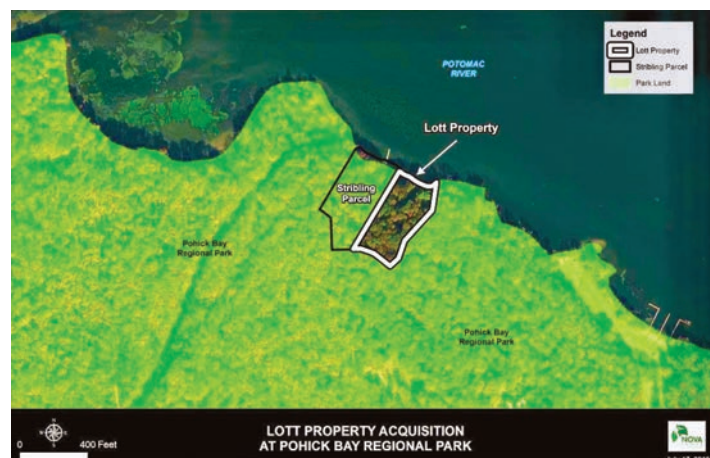 Legend
Lott Property
Stribling Parcel
Park Land
POTOMAC
RIVER
Lott Property
Stribling
Parcel
Pohick Bay
Regional Park
Pohick Bay
Regional Park
LOTT PROPERTY ACQUISITION
AT POHICK BAY REGIONAL PARK
0 400 Feet
NOVA